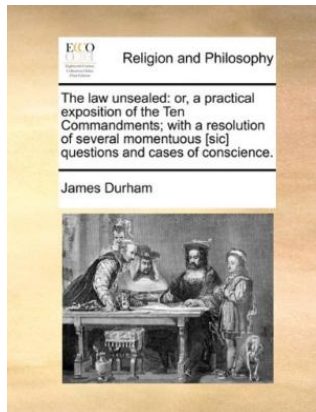 ECCO
Religion and Philosophy
The law unsealed: or, a practical
exposition of the Ten
Commandments; with a resolution
of several momentuous [sic]
questions and cases of conscience.
James Durham